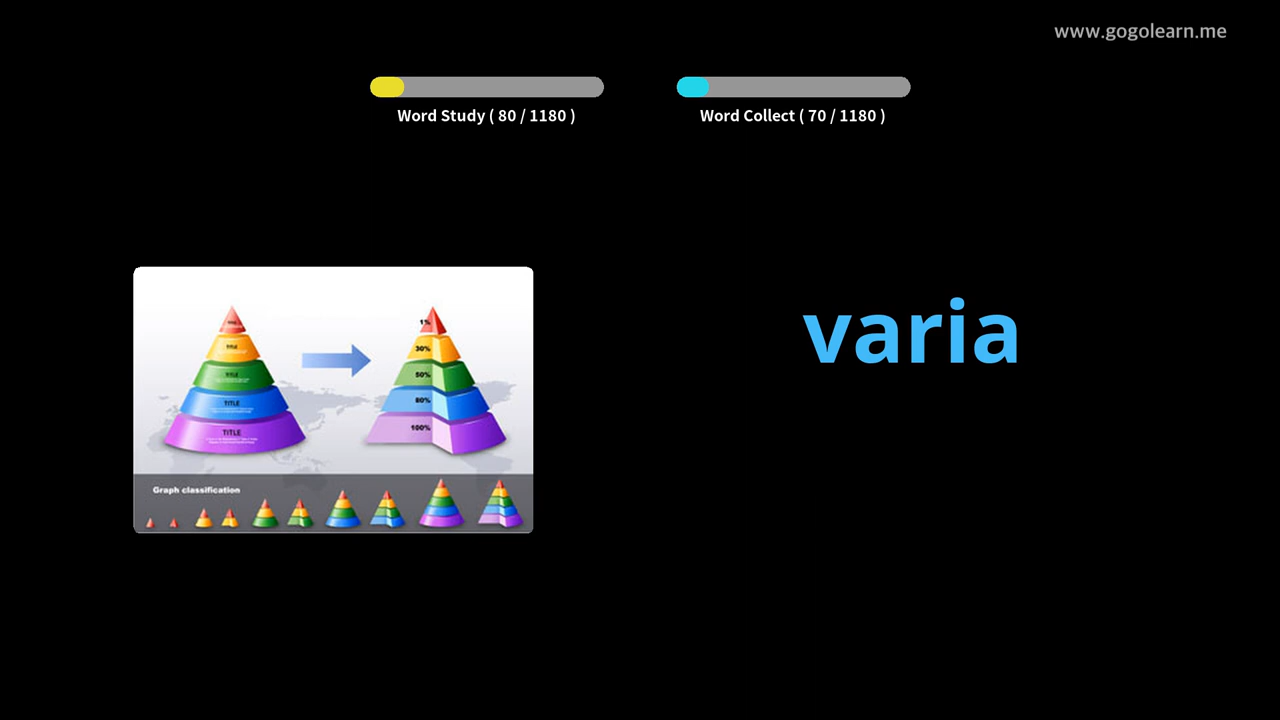 www.gogolearn.me
Word Study ( 80 / 1180 )
Word Collect ( 70 / 1180 )
varia
TITLE
TITLE
TITLE
TITLE
1%
30%
50%
80%
100%
Graph classification